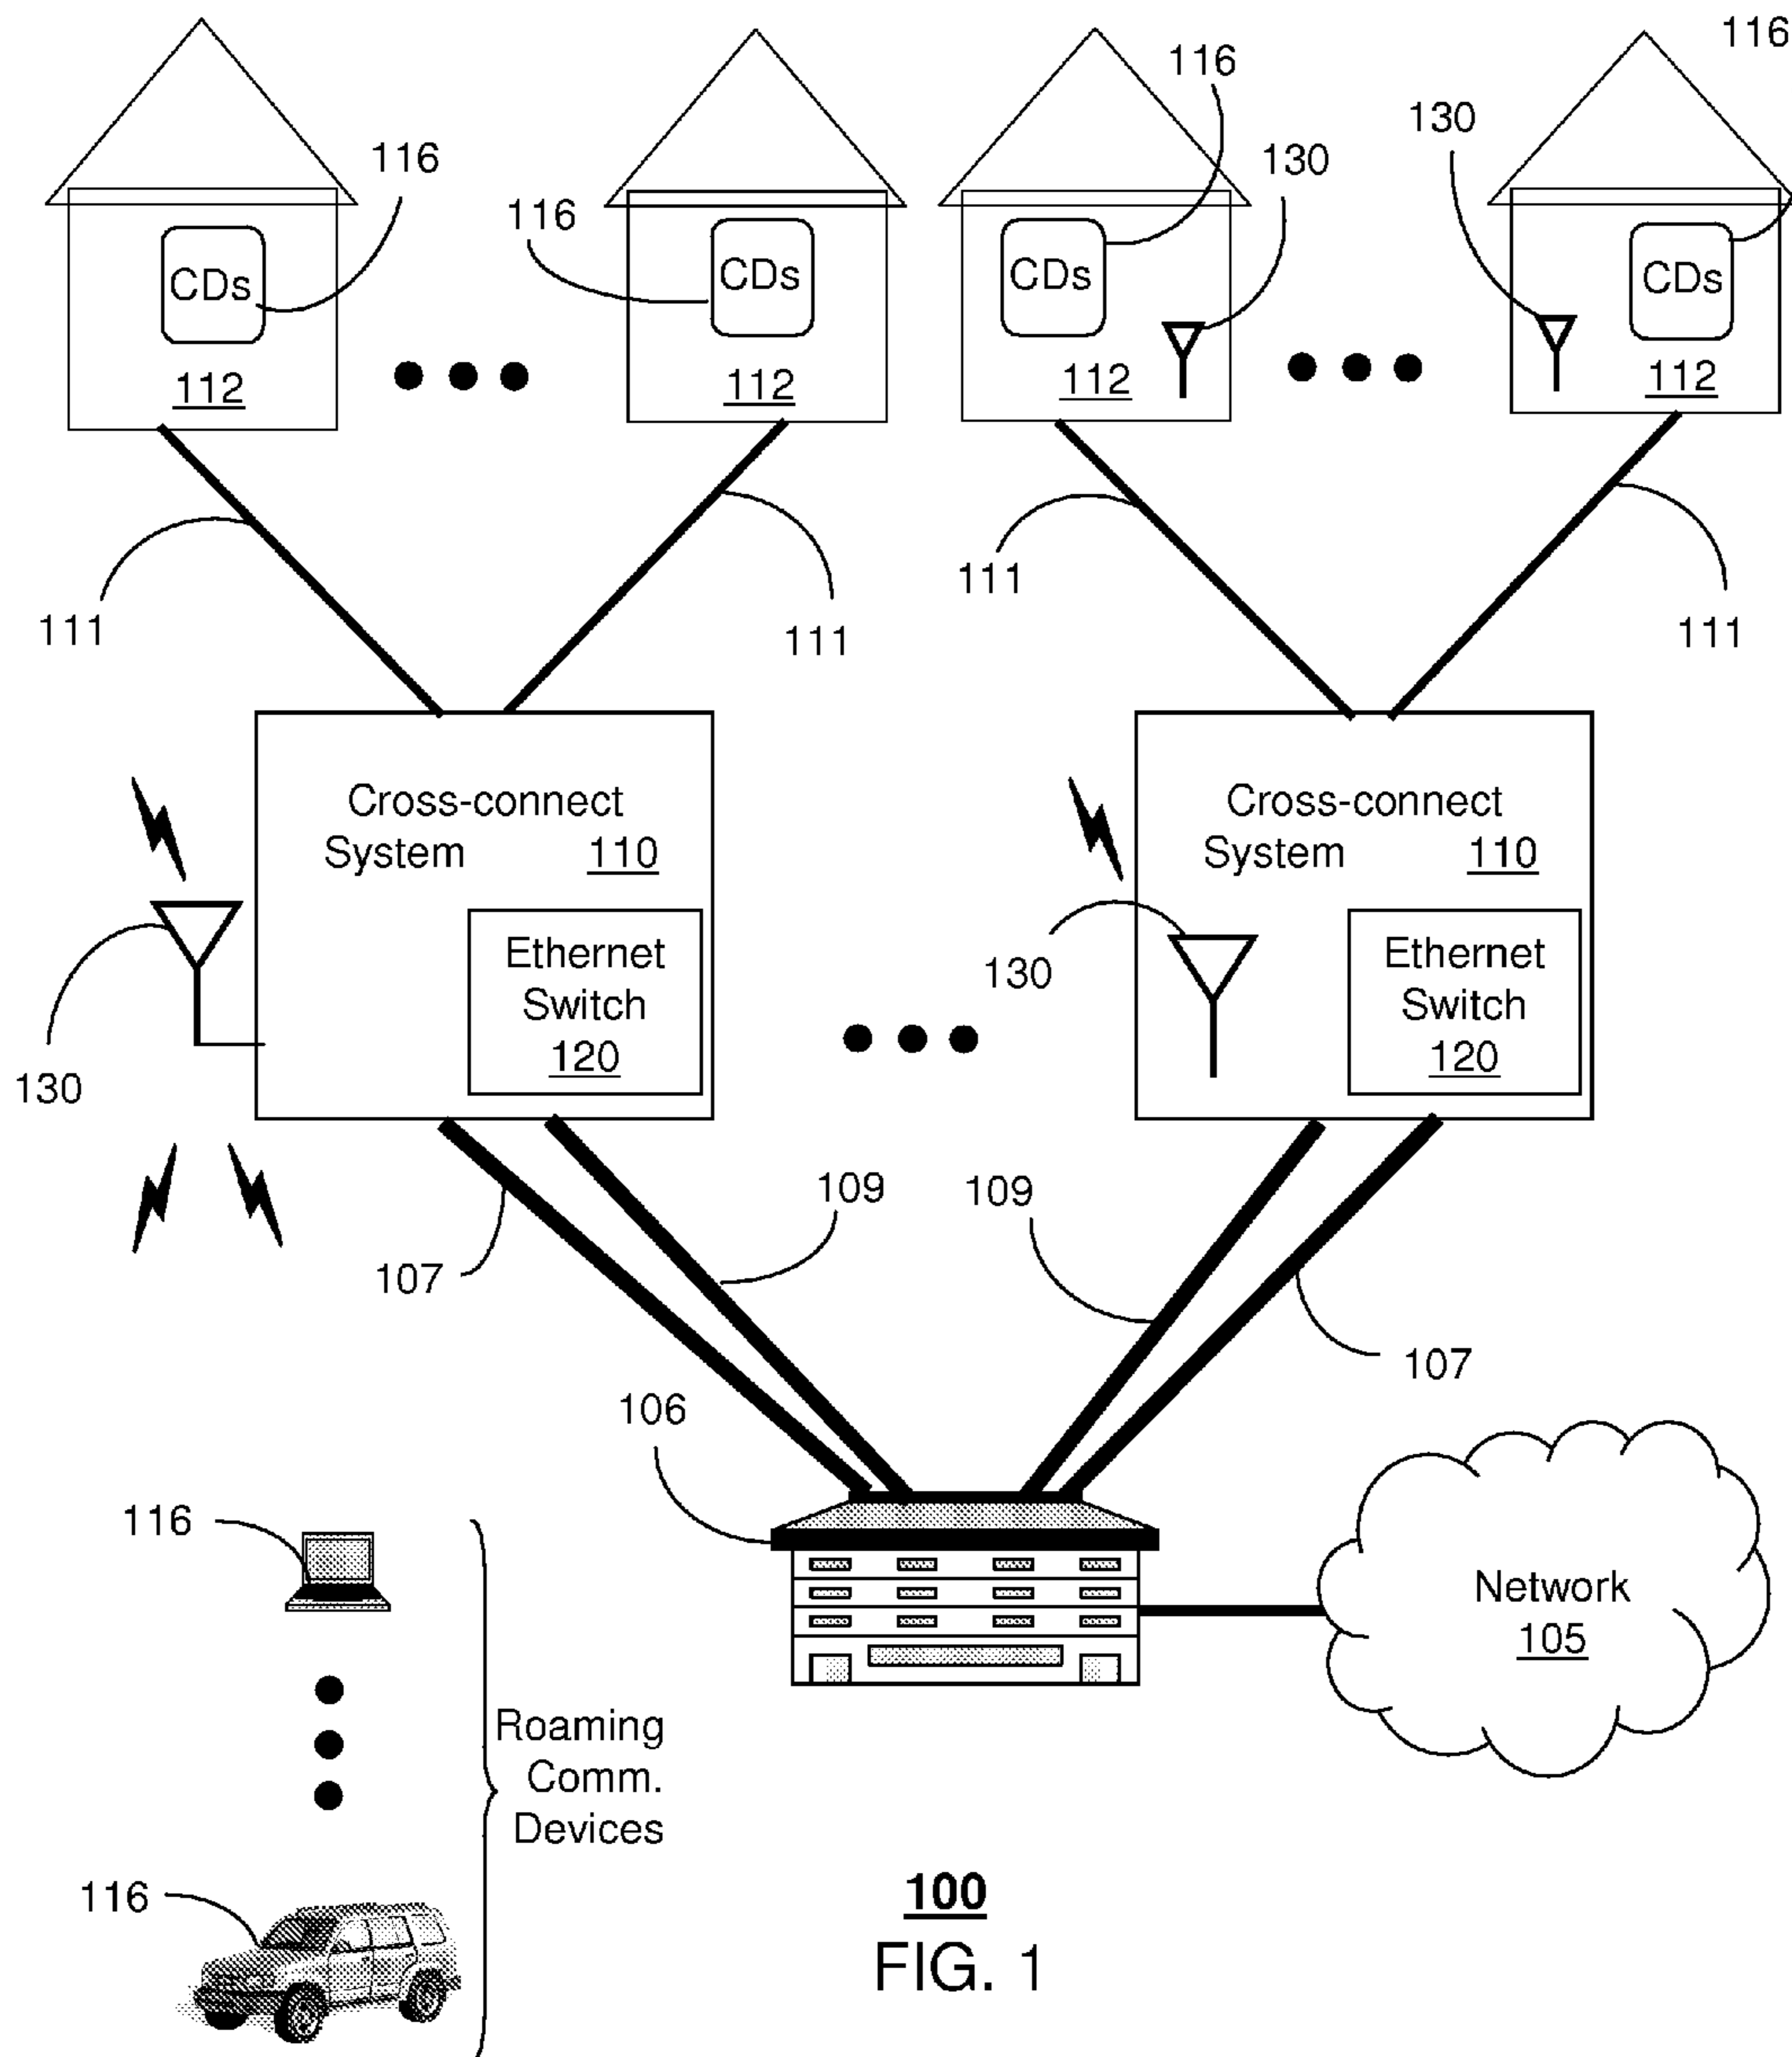 116
116
130
130
116
116
CDs
CDs
CDs
CDs
112
112
112
112
111
111
111
111
Cross-connect
System 110
Cross-connect
System 110
Ethernet
Switch
120
Ethernet
Switch
120
130
130
109
109
107
107
106
116
Network
105
Roaming
Comm.
Devices
116
100
FIG. 1